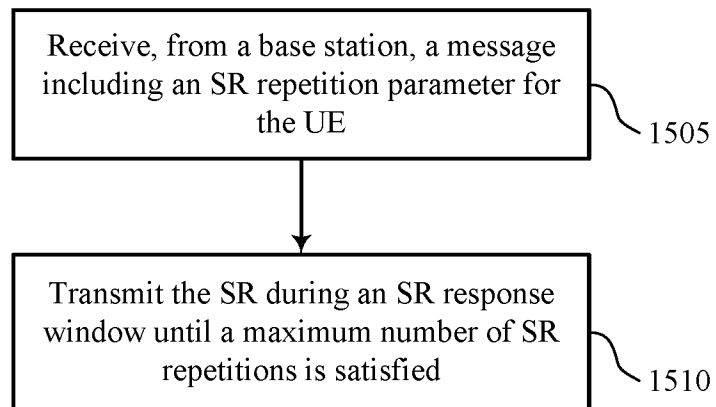 Receive, from a base station, a message
including an SR repetition parameter for
the UE
1505
Transmit the SR during an SR response
window until a maximum number of SR
repetitions is satisfied
1510